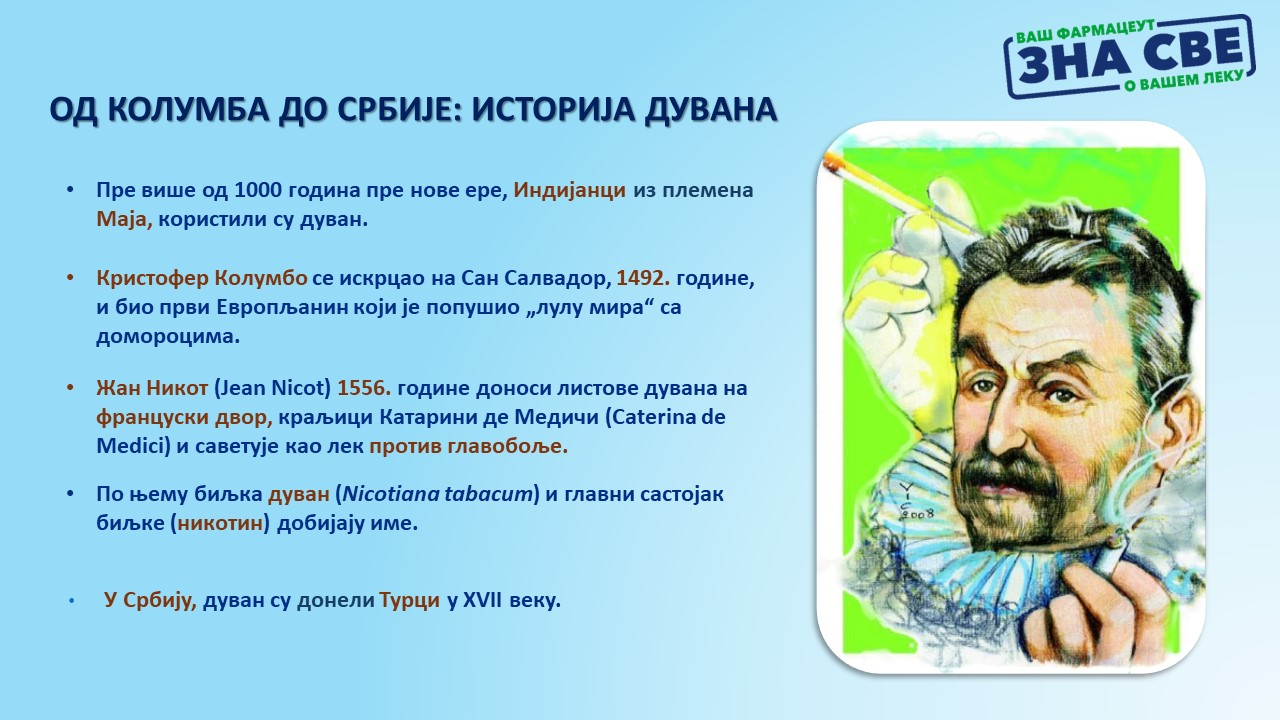 ВАШ ФАРМАЦЕУТ
ЗНА СВЕ
О ВАШЕМ ЛЕКУ
ОД КОЛУМБА ДО СРБИЈЕ: ИСТОРИЈА ДУВАНА
• Пре више од 1000 година пре нове ере, Индијанци из племена
Маја, користили су дуван.
• Кристофер Колумбо се искрцао на Сан Салвадор, 1492. године,
и био први Европљанин који је попушио „лулу мира“ са
домороцима.
• Жан Никот (Jean Nicot) 1556. године доноси листове дувана на
француски двор, краљици Катарини де Медичи (Caterina de
Medici) и саветује као лек против главобоље.
• По њему биљка дуван (Nicotiana tabacum) и главни састојак
биљке (никотин) добијају име.
• У Србију, дуван су донели Турци у XVII веку.
2008